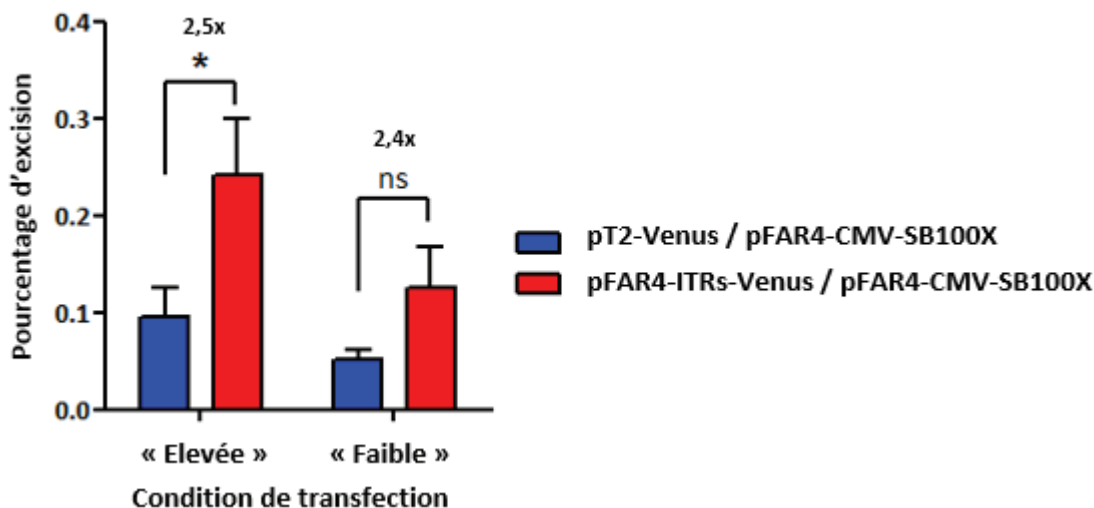 Pourcentage d'excision
0.4
0.3
0.2
0.1
0.0
2,5x
*
2,4x
ns
« Elevée »
« Faible »
Condition de transfection
pT2-Venus / pFAR4-CMV-SB100X
pFAR4-ITRs-Venus / pFAR4-CMV-SB100X